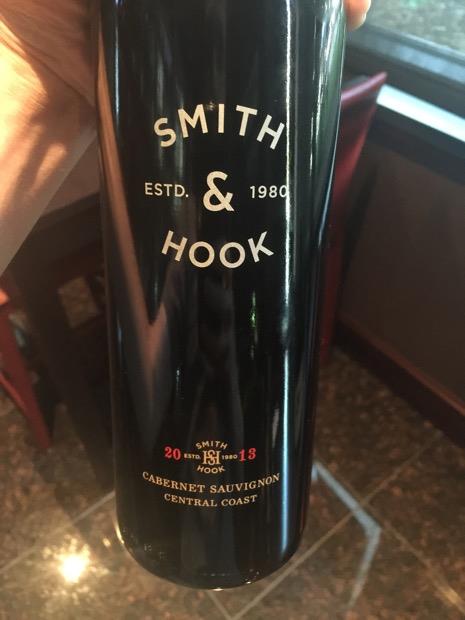 SMITH
ESTD. & 1980
HOOK
SMITH
20 ESTD. SH 1980 13
HOOK
CABERNET SAUVIGNON
CENTRAL COAST